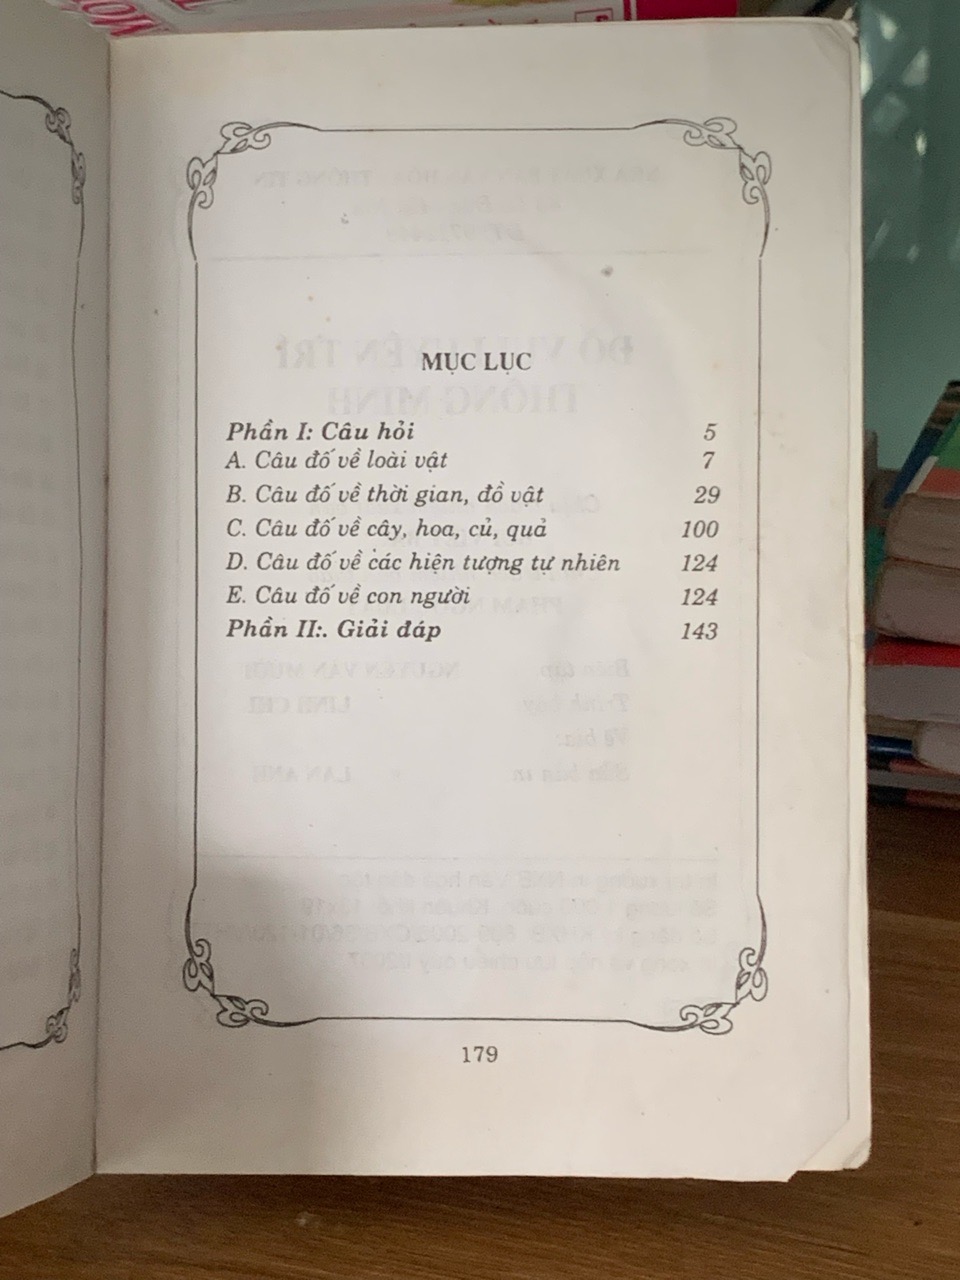 MỤC LỤC
Phần I: Câu hỏi 5
A. Câu đố về loài vật 7
B. Câu đố về thời gian, đồ vật 29
C. Câu đố về cây, hoa, củ, quả 100
D. Câu đố về các hiện tượng tự nhiên 124
E. Câu đố về con người 124
Phần II:. Giải đáp 143
179